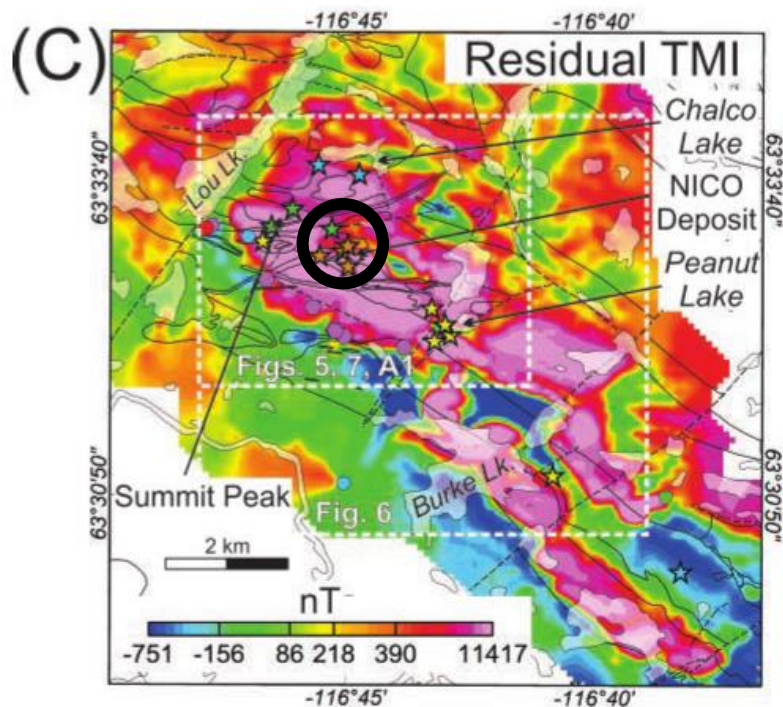 (C)
Residual TMI
-116°45'
-116°40'
63°33'40"
63°33'40"
Lou Lk.
Chalco
Lake
NICO
Deposit
Peanut
Lake
Figs. 5, 7, A1
Summit Peak
Burke Lk.
Fig. 6
63°30'50"
63°30'50"
2 km
nT
-751 -156 86 218 390 11417
-116°45'
-116°40'